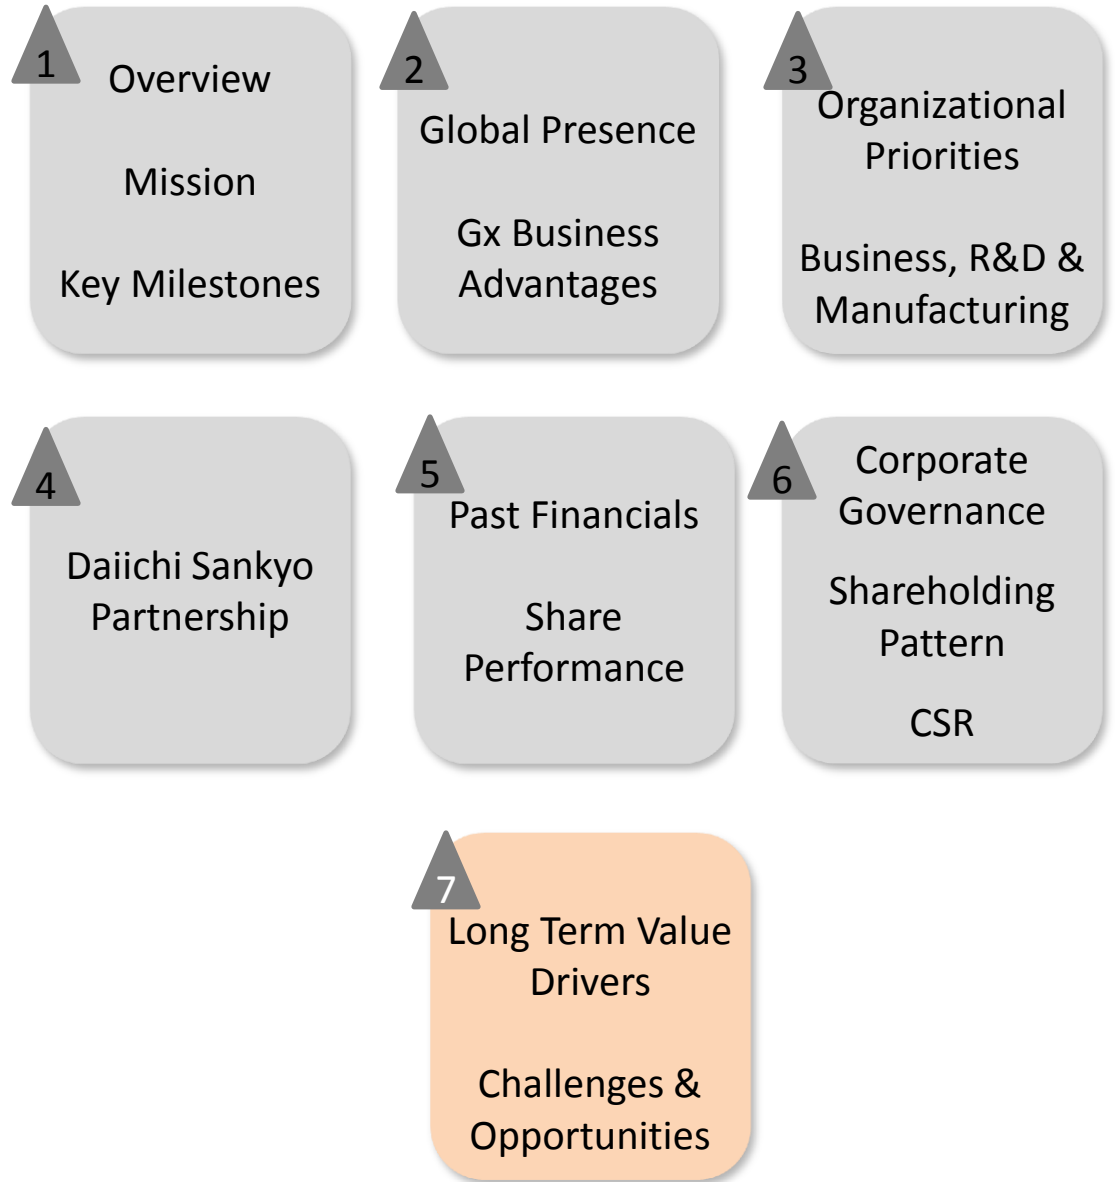 1
Overview
Mission
Key Milestones
2
Global Presence
Gx Business
Advantages
3
Organizational
Priorities
Business, R&D &
Manufacturing
4
Daiichi Sankyo
Partnership
5
Past Financials
Share
Performance
6
Corporate
Governance
Shareholding
Pattern
CSR
7
Long Term Value
Drivers
Challenges &
Opportunities